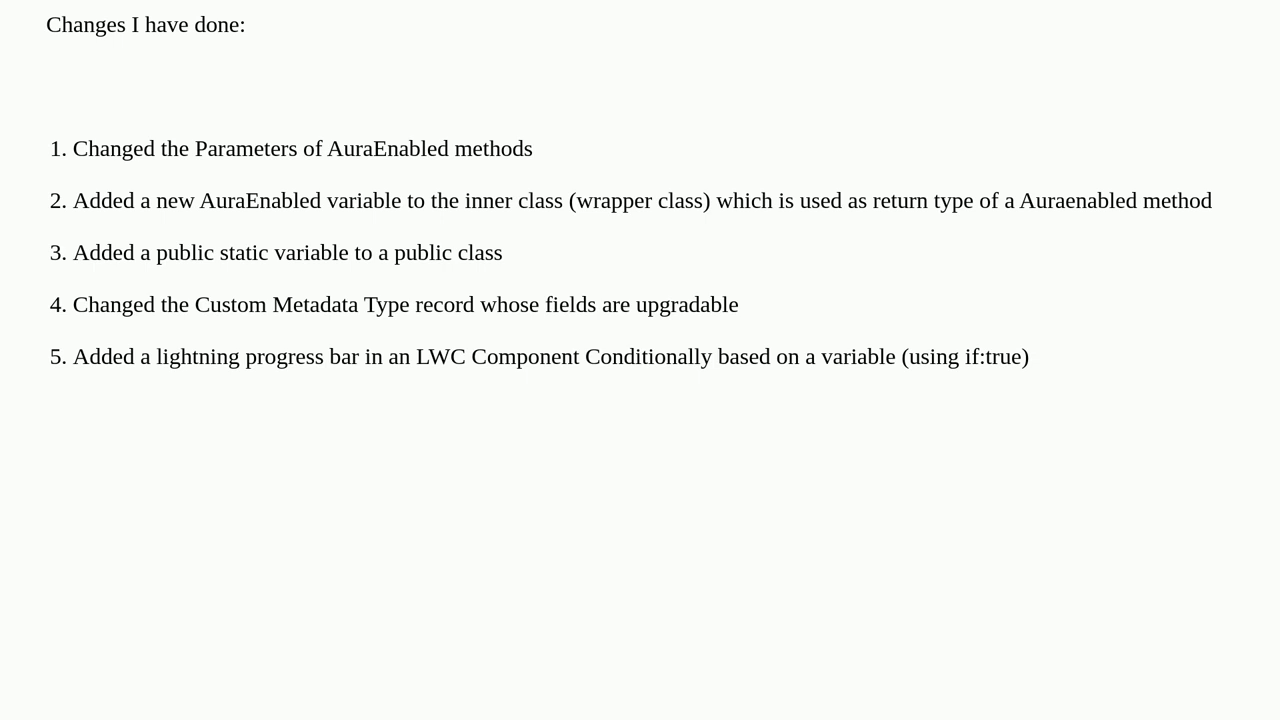 Changes I have done:
1. Changed the Parameters of AuraEnabled methods
2. Added a new AuraEnabled variable to the inner class (wrapper class) which is used as return type of a Auraenabled method
3. Added a public static variable to a public class
4. Changed the Custom Metadata Type record whose fields are upgradable
5. Added a lightning progress bar in an LWC Component Conditionally based on a variable (using if:true)